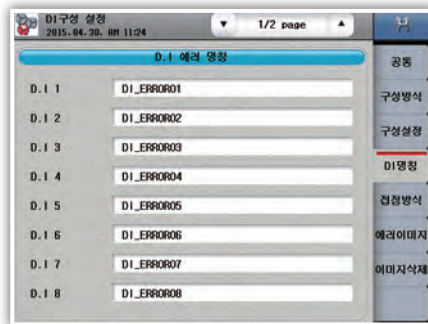 DI구성 설정
2015.04.30. AM 11:24
▼ 1/2 page ▲
D.I 에러 명칭
D.I 1 DI_ERROR01
D.I 2 DI_ERROR02
D.I 3 DI_ERROR03
D.I 4 DI_ERROR04
D.I 5 DI_ERROR05
D.I 6 DI_ERROR06
D.I 7 DI_ERROR07
D.I 8 DI_ERROR08
공통
구성방식
구성설정
DI명칭
접점방식
에러이미지
이미지삭제